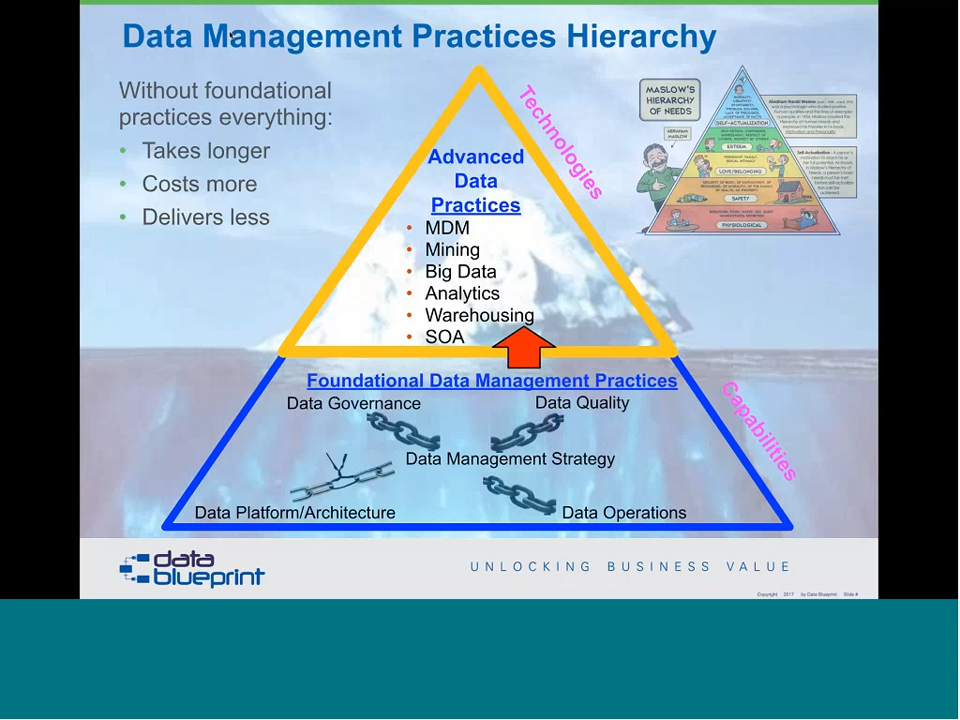 Data Management Practices Hierarchy
Without foundational
practices everything:
• Takes longer
• Costs more
• Delivers less
Technologies
Advanced
Data
Practices
• MDM
• Mining
• Big Data
• Analytics
• Warehousing
• SOA
MASLOW'S
HIERARCHY
OF NEEDS
ABRAHAM
MASLOW
SELF-ACTUALIZATION
ESTEEM
LOVE/BELONGING
SAFETY
PHYSIOLOGICAL
Foundational Data Management Practices
Data Governance
Data Quality
Capabilities
Data Management Strategy
Data Platform/Architecture
Data Operations
data
blueprint
UNLOCKING BUSINESS VALUE
Copyright 2017 by Data Blueprint Slide #